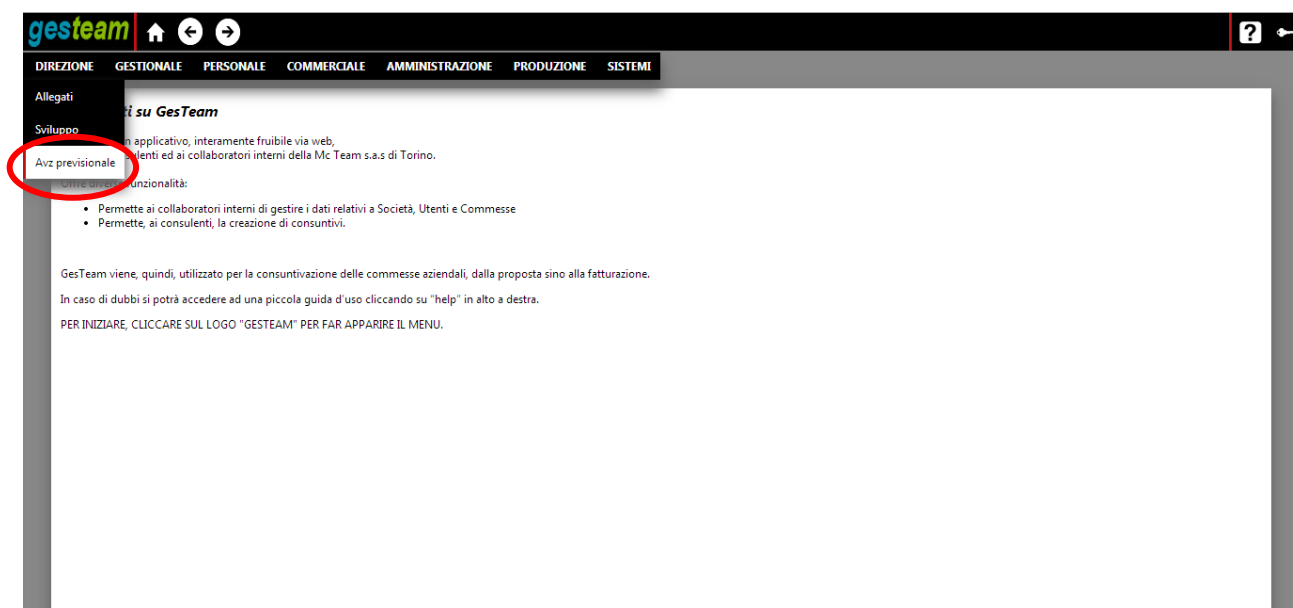 gesteam
?
DIREZIONE GESTIONALE PERSONALE COMMERCIALE AMMINISTRAZIONE PRODUZIONE SISTEMI
Allegati
Sviluppo
Avz previsionale
su GesTeam
applicativo, interamente fruibile via web,
ed ai collaboratori interni della Mc Team s.a.s di Torino.
funzionalità:
• Permette ai collaboratori interni di gestire i dati relativi a Società, Utenti e Commesse
• Permette, ai consulenti, la creazione di consuntivi.
GesTeam viene, quindi, utilizzato per la consuntivazione delle commesse aziendali, dalla proposta sino alla fatturazione.
In caso di dubbi si potrà accedere ad una piccola guida d'uso cliccando su "help" in alto a destra.
PER INIZIARE, CLICCARE SUL LOGO "GESTEAM" PER FAR APPARIRE IL MENU.